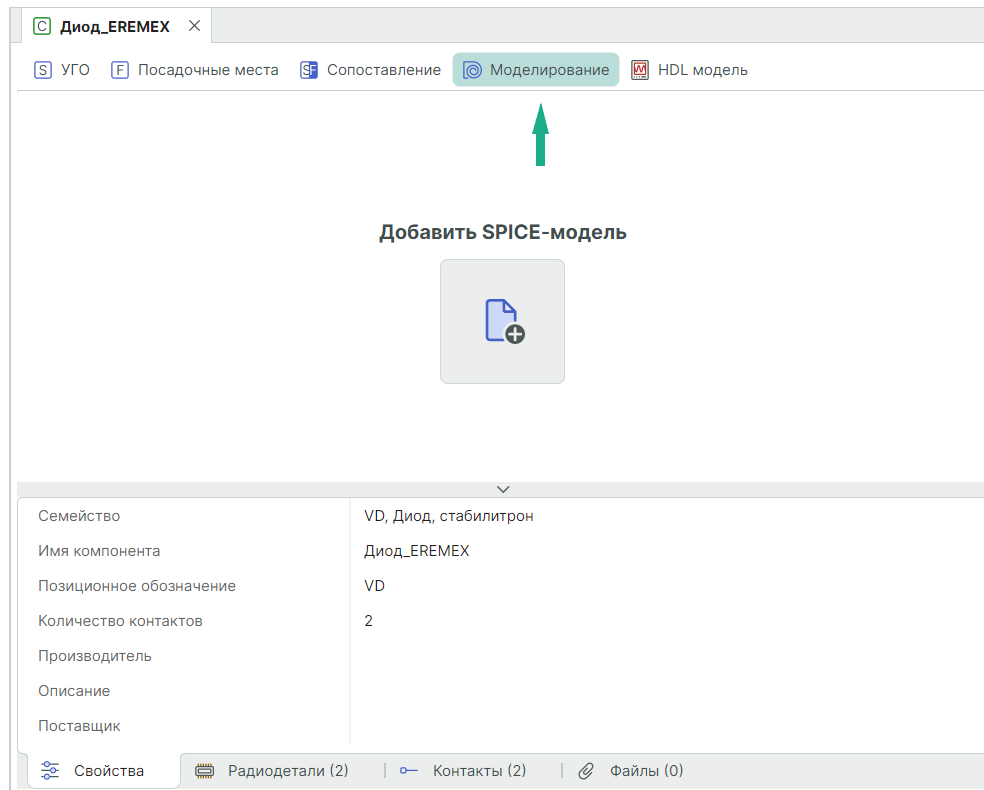 C Диод_EREMEX
S УГО F Посадочные места SF Сопоставление Моделирование HDL модель
Добавить SPICE-модель
Семейство VD, Диод, стабилитрон
Имя компонента Диод_EREMEX
Позиционное обозначение VD
Количество контактов 2
Производитель
Описание
Поставщик
Свойства Радиодетали (2) Контакты (2) Файлы (0)